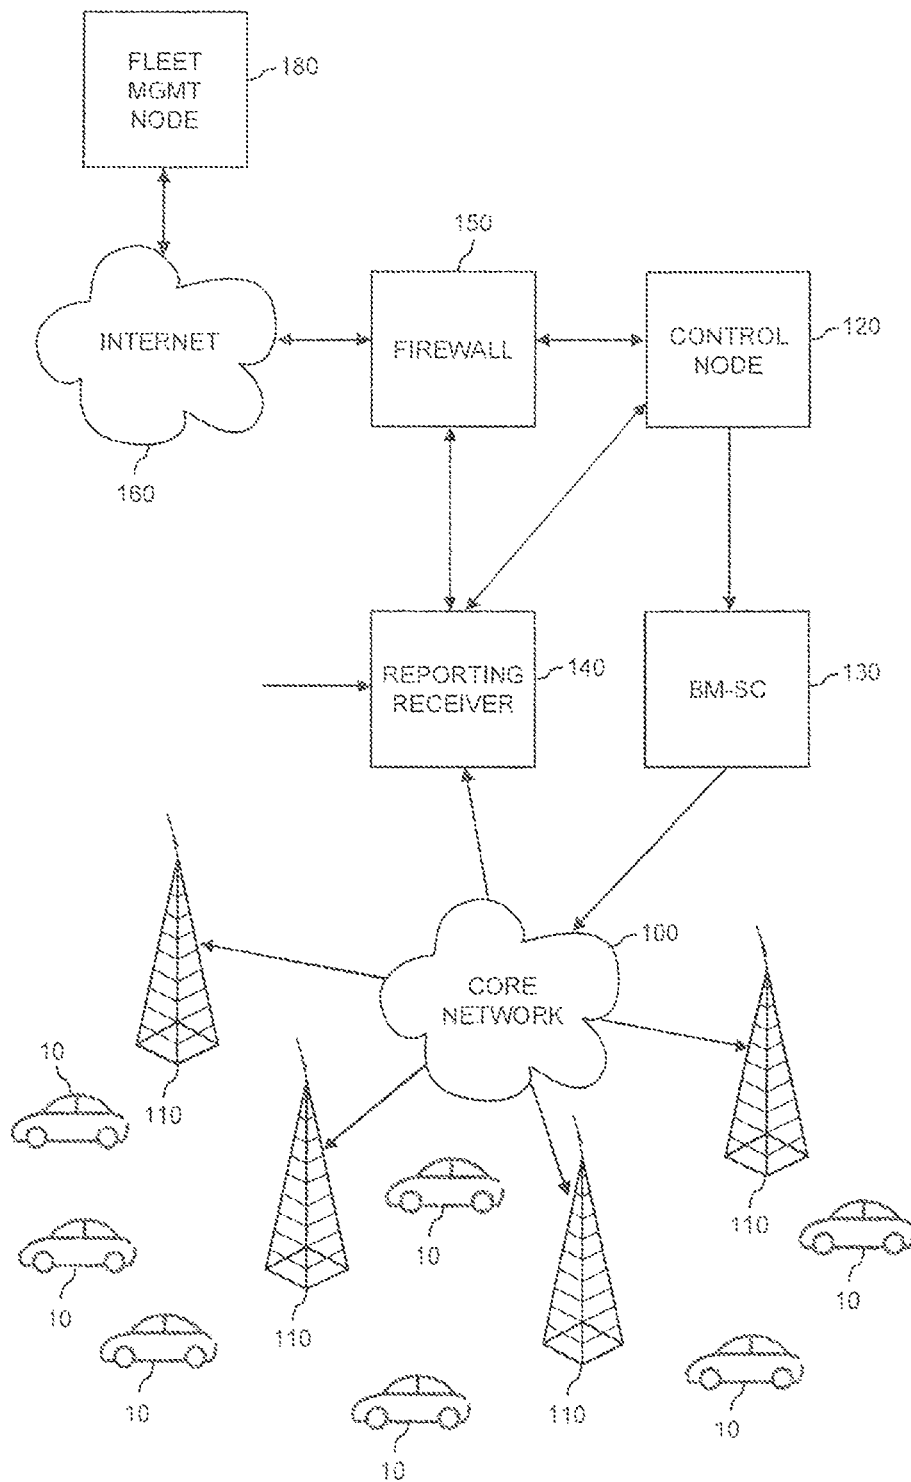 FLEET
MGMT
NODE
180
150
INTERNET
FIREWALL
CONTROL
NODE
120
160
REPORTING
RECEIVER
140
BM-SC
130
100
CORE
NETWORK
10
110
10
110
10
110
10
10
110
10
10
10